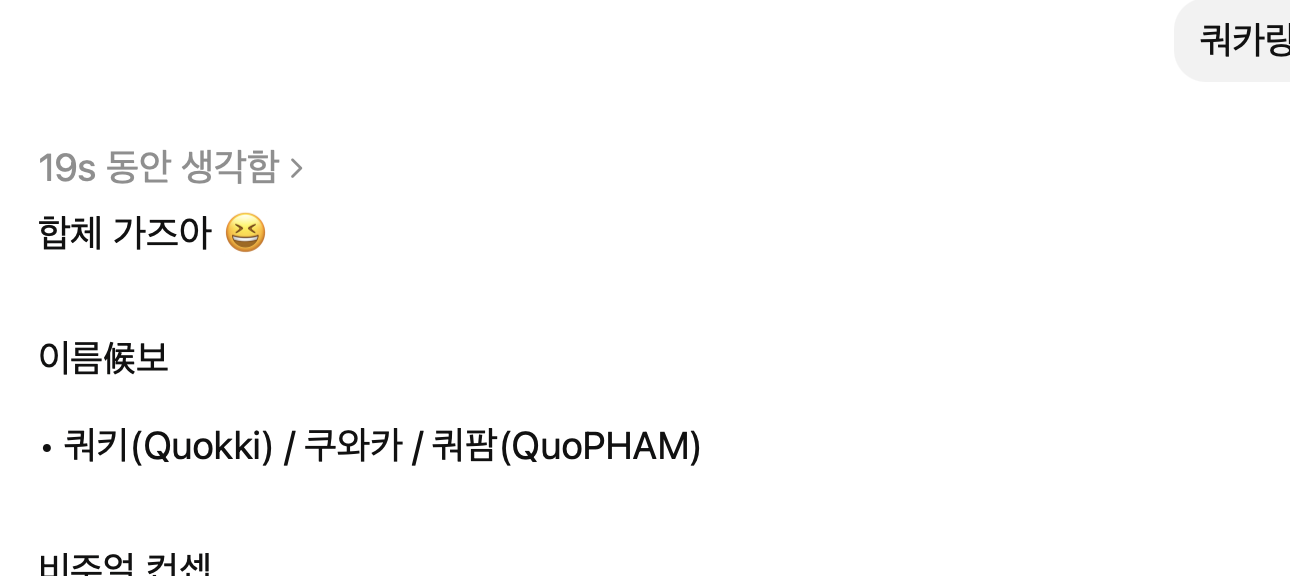 쿼카랑
19s 동안 생각함 >
합체 가즈아 😆
이름候보
• 쿼키(Quokki) / 쿠와카 / 쿼팜(QuoPHAM)
비주얼 컨셉